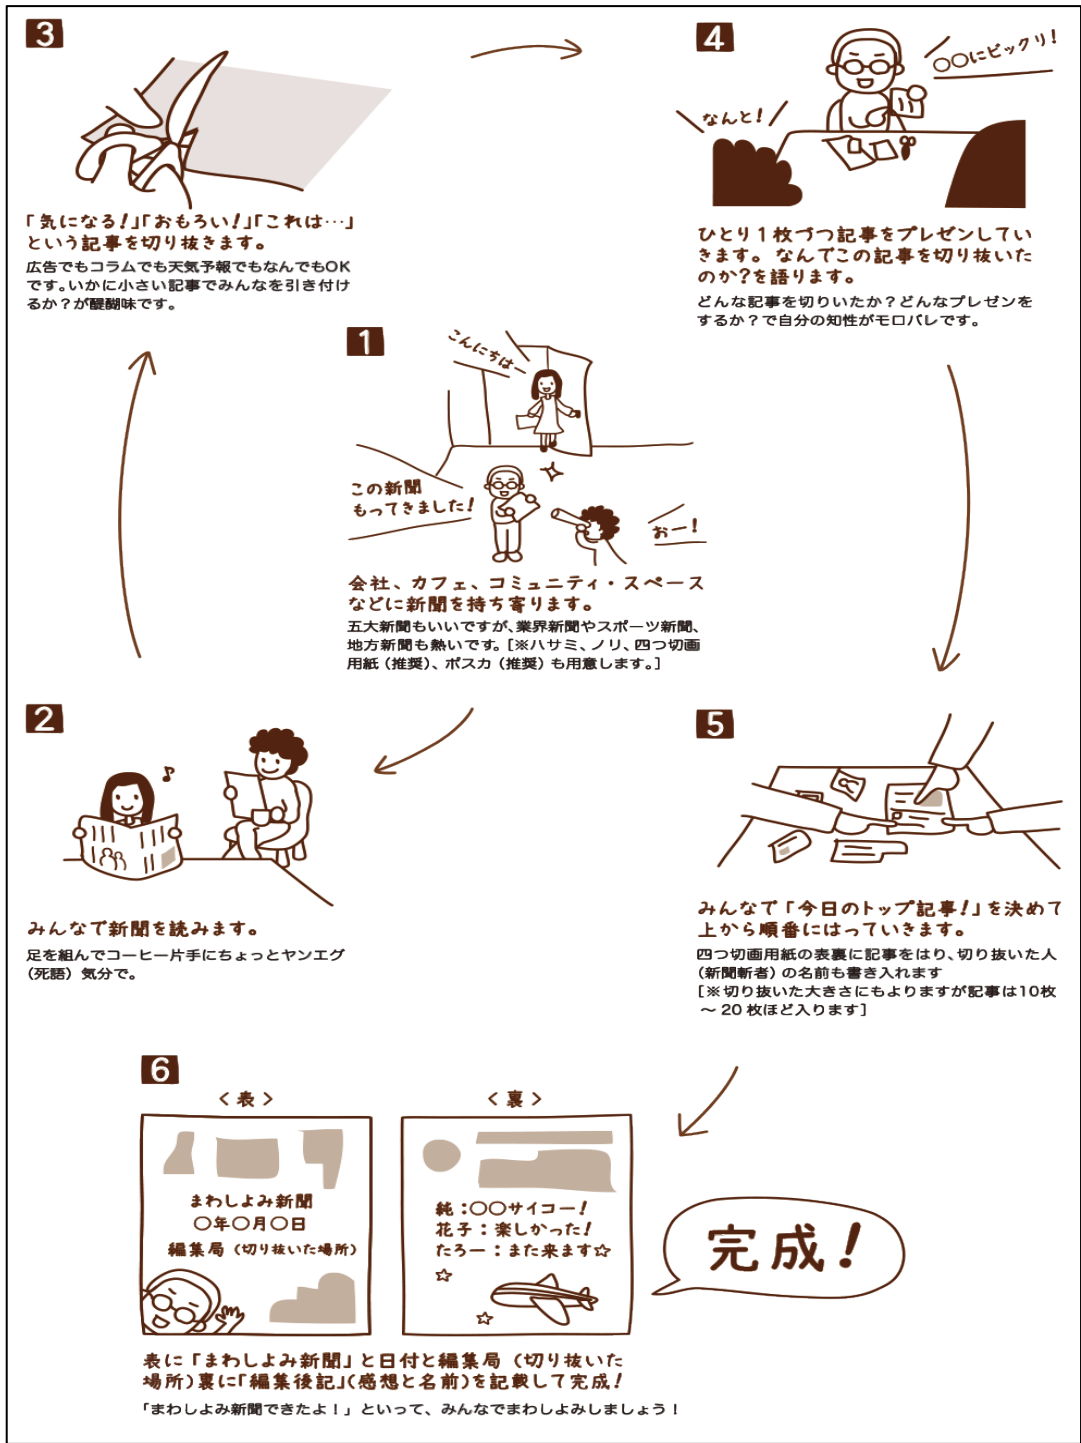 3
「気になる!」「おもろい!」「これは…」
という記事を切り抜きます。
広告でもコラムでも天気予報でもなんでもOK
です。いかに小さい記事でみんなを引き付け
るか?が醍醐味です。
4
○○にビックリ!
なんと!
ひとり1枚づつ記事をプレゼンしてい
きます。なんでこの記事を切り抜いた
のか?を語ります。
どんな記事を切りいたか?どんなプレゼンを
するか?で自分の知性がモロバレです。
1
こんにちはー
この新聞
もってきました!
おー!
会社、カフェ、コミュニティ・スペース
などに新聞を持ち寄ります。
五大新聞もいいですが、業界新聞やスポーツ新聞、
地方新聞も熱いです。[※ハサミ、ノリ、四つ切画
用紙(推奨)、ポスカ(推奨)も用意します。]
2
みんなで新聞を読みます。
足を組んでコーヒー片手にちょっとヤンエグ
(死語)気分で。
5
みんなで「今日のトップ記事!」を決めて
上から順番にはっていきます。
四つ切画用紙の表裏に記事をはり、切り抜いた人
(新聞斬者)の名前も書き入れます
[※切り抜いた大きさにもよりますが記事は10枚
〜20枚ほど入ります]
6
<表>
まわしよみ新聞
○年○月○日
編集局(切り抜いた場所)
<裏>
純:○○サイコー!
花子:楽しかった!
たろー:また来ます☆
完成!
表に「まわしよみ新聞」と日付と編集局(切り抜いた
場所)裏に「編集後記」(感想と名前)を記載して完成!
「まわしよみ新聞できたよ!」といって、みんなでまわしよみしましょう!